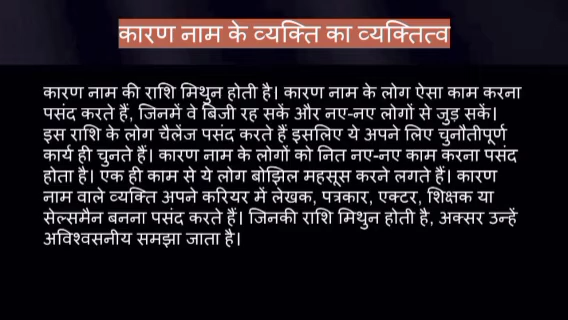 कारण नाम के व्यक्ति का व्यक्तित्व
कारण नाम की राशि मिथुन होती है। कारण नाम के लोग ऐसा काम करना
पसंद करते हैं, जिनमें वे बिजी रह सकें और नए-नए लोगों से जुड़ सकें।
इस राशि के लोग चैलेंज पसंद करते हैं इसलिए ये अपने लिए चुनौतीपूर्ण
कार्य ही चुनते हैं। कारण नाम के लोगों को नित नए-नए काम करना पसंद
होता है। एक ही काम से ये लोग बोझिल महसूस करने लगते हैं। कारण
नाम वाले व्यक्ति अपने करियर में लेखक, पत्रकार, एक्टर, शिक्षक या
सेल्समैन बनना पसंद करते हैं। जिनकी राशि मिथुन होती है, अक्सर उन्हें
अविश्वसनीय समझा जाता है।